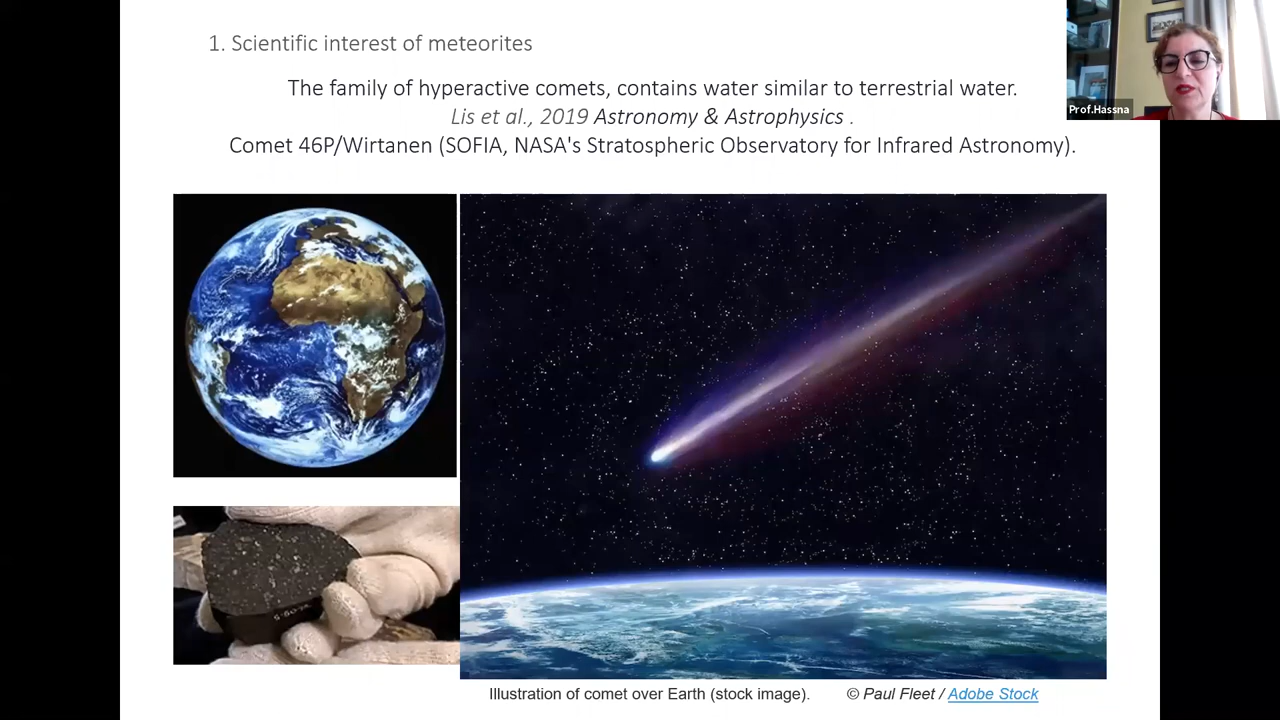 1. Scientific interest of meteorites
Prof.Hassna
The family of hyperactive comets, contains water similar to terrestrial water.
Lis et al., 2019 Astronomy & Astrophysics .
Comet 46P/Wirtanen (SOFIA, NASA's Stratospheric Observatory for Infrared Astronomy).
Illustration of comet over Earth (stock image). © Paul Fleet / Adobe Stock